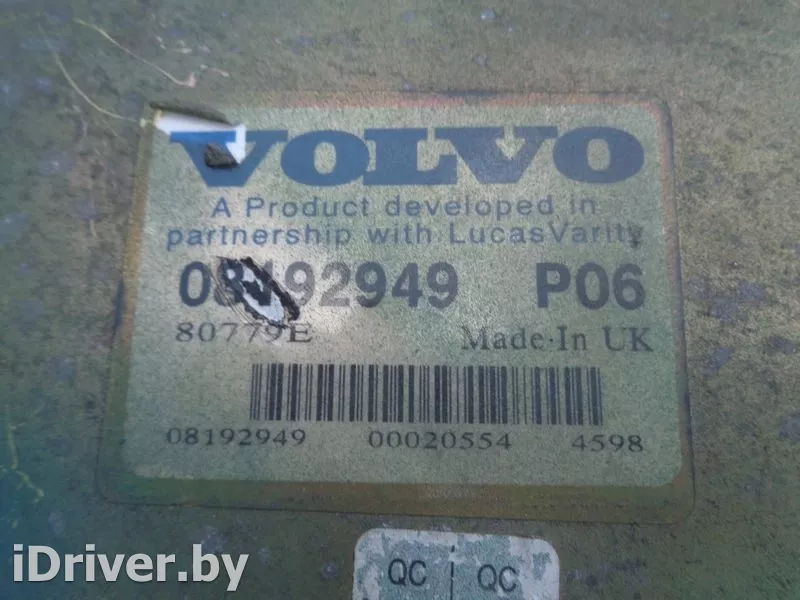 VOLVO
A Product developed in
partnership with LucasVarity
08192949 P06
80779E Made·In UK
08192949 00020554 4598
QC QC
iDriver.by